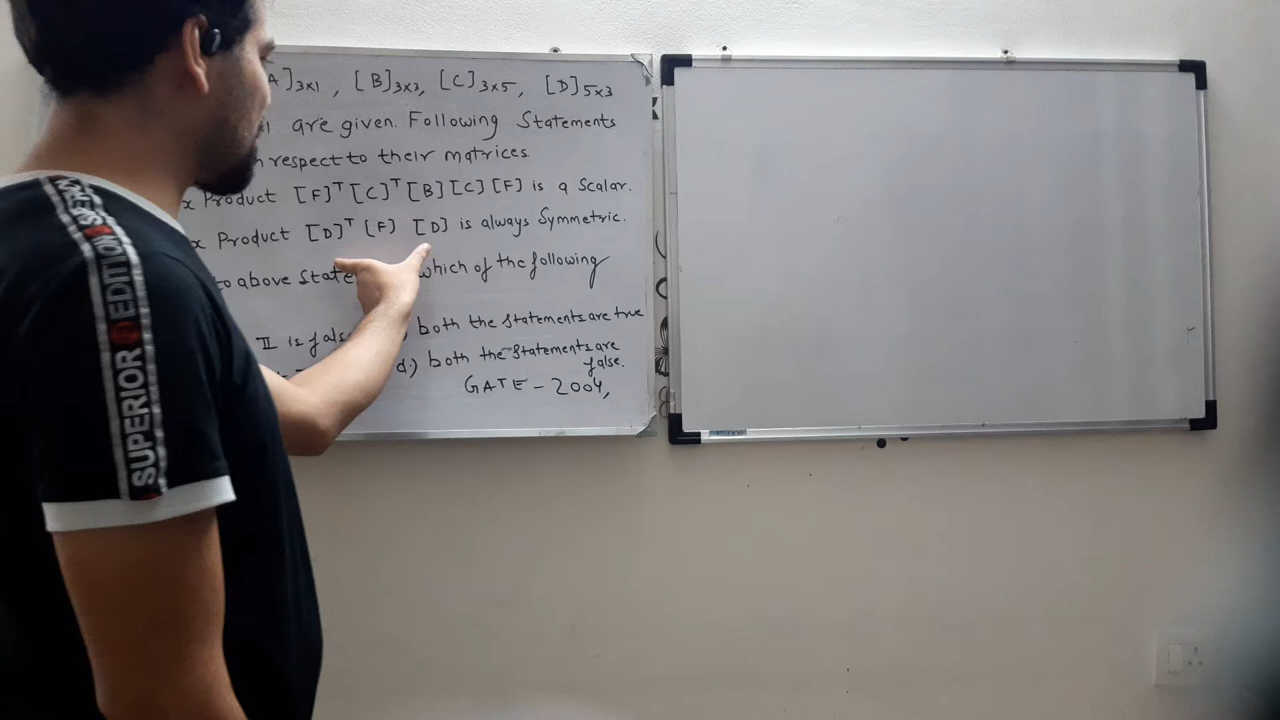 A]3x1, [B]3x3, [C]3x5, [D]5x3
are given. Following Statements
respect to their matrices.
x Product [F]ᵀ[C]ᵀ[B][C][F] is a Scalar.
x Product [D]ᵀ [F] [D] is always Symmetric.
to above which of the following
II is both the statements are true
d.) both the statements are
false.
GATE - 2004,
SUPERIOR EDITION